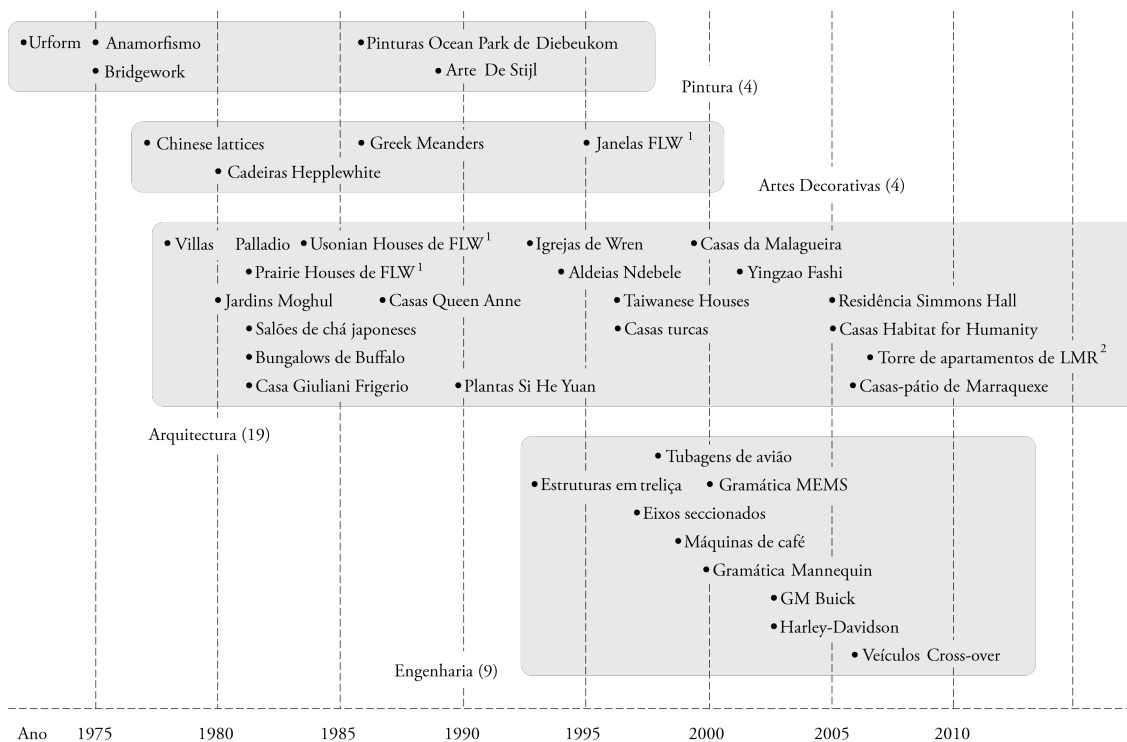 Urform Anamorfismo Pinturas Ocean Park de Diebeukom
Bridgework Arte De Stijl
Pintura (4)
Chinese lattices Greek Meanders Janelas FLW 1
Cadeiras Hepplewhite
Artes Decorativas (4)
Villas Palladio Usonian Houses de FLW 1 Igrejas de Wren Casas da Malagueira
Prairie Houses de FLW 1 Aldeias Ndebele Yingzao Fashi
Jardins Moghul Casas Queen Anne Taiwanese Houses Residência Simmons Hall
Salões de chá japoneses Casas turcas Casas Habitat for Humanity
Bungalows de Buffalo Torre de apartamentos de LMR 2
Casa Giuliani Frigerio Plantas Si He Yuan Casas-pátio de Marraquexe
Arquitectura (19)
Tubagens de avião
Estruturas em treliça Gramática MEMS
Eixos seccionados
Máquinas de café
Gramática Mannequin
GM Buick
Harley-Davidson
Veículos Cross-over
Engenharia (9)
Ano 1975 1980 1985 1990 1995 2000 2005 2010